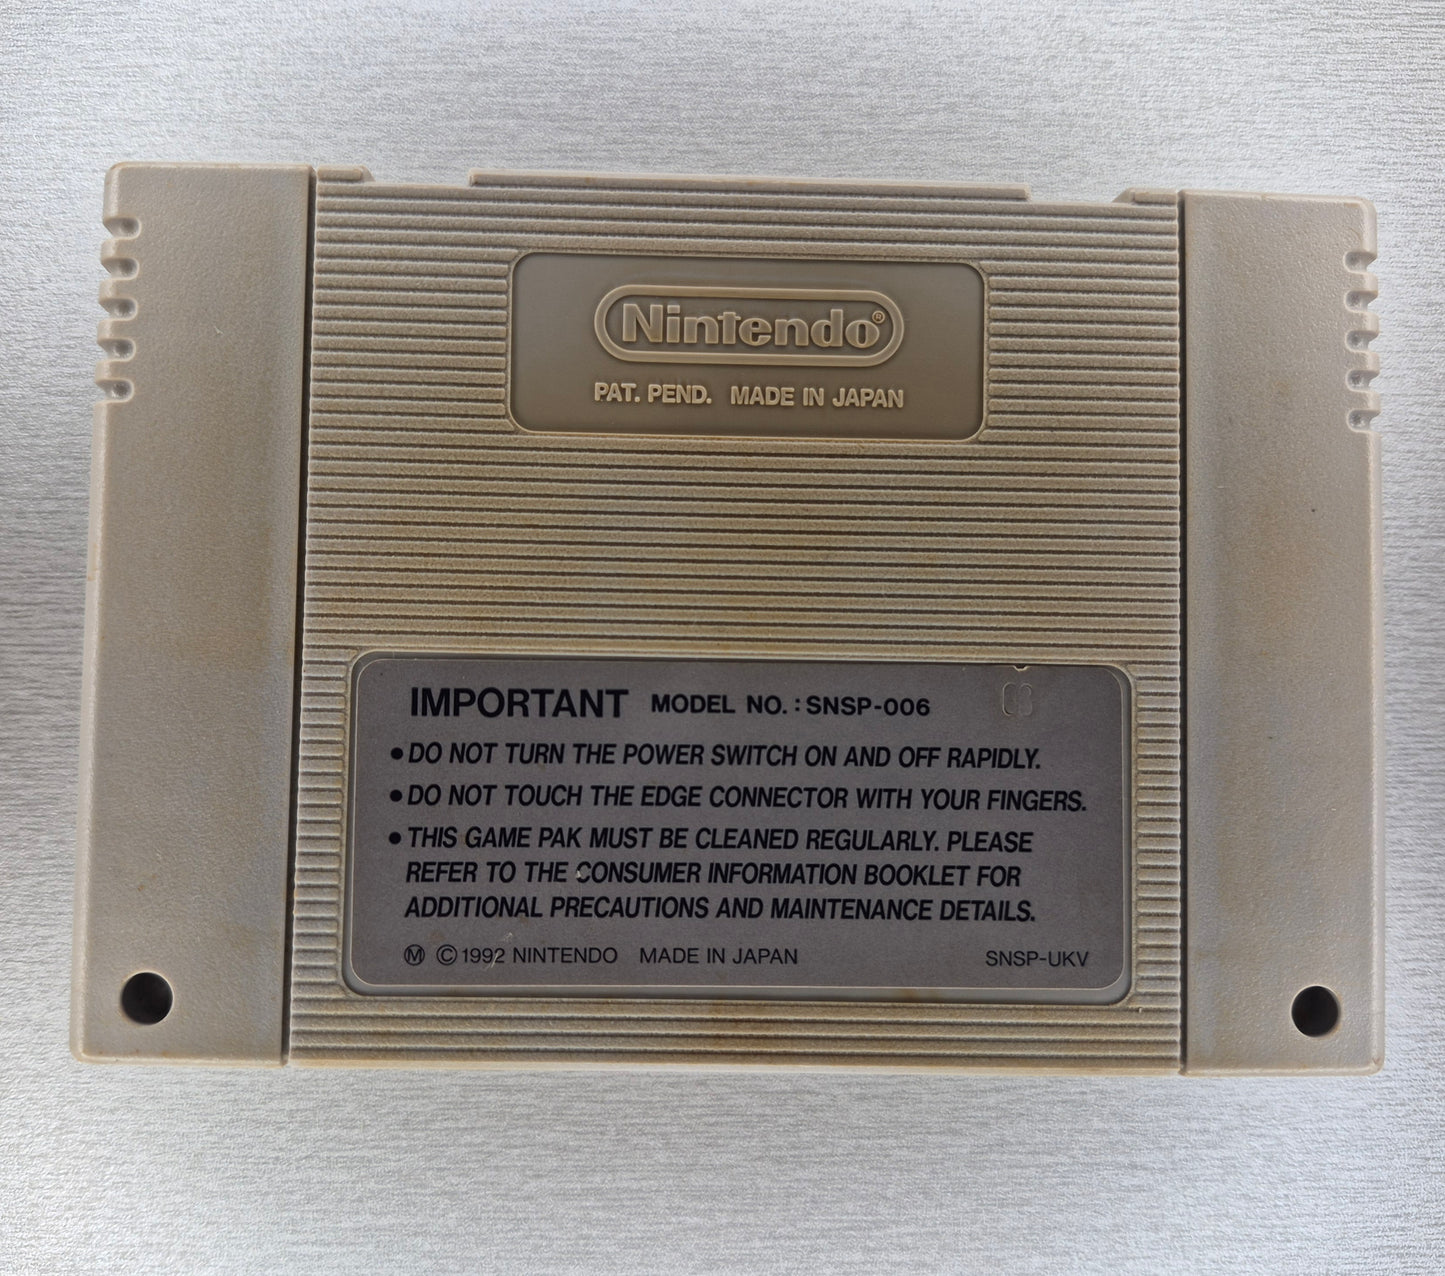 Nintendo®
PAT. PEND. MADE IN JAPAN
IMPORTANT MODEL NO. : SNSP-006
● DO NOT TURN THE POWER SWITCH ON AND OFF RAPIDLY.
● DO NOT TOUCH THE EDGE CONNECTOR WITH YOUR FINGERS.
● THIS GAME PAK MUST BE CLEANED REGULARLY. PLEASE
REFER TO THE CONSUMER INFORMATION BOOKLET FOR
ADDITIONAL PRECAUTIONS AND MAINTENANCE DETAILS.
Ⓜ © 1992 NINTENDO MADE IN JAPAN SNSP-UKV